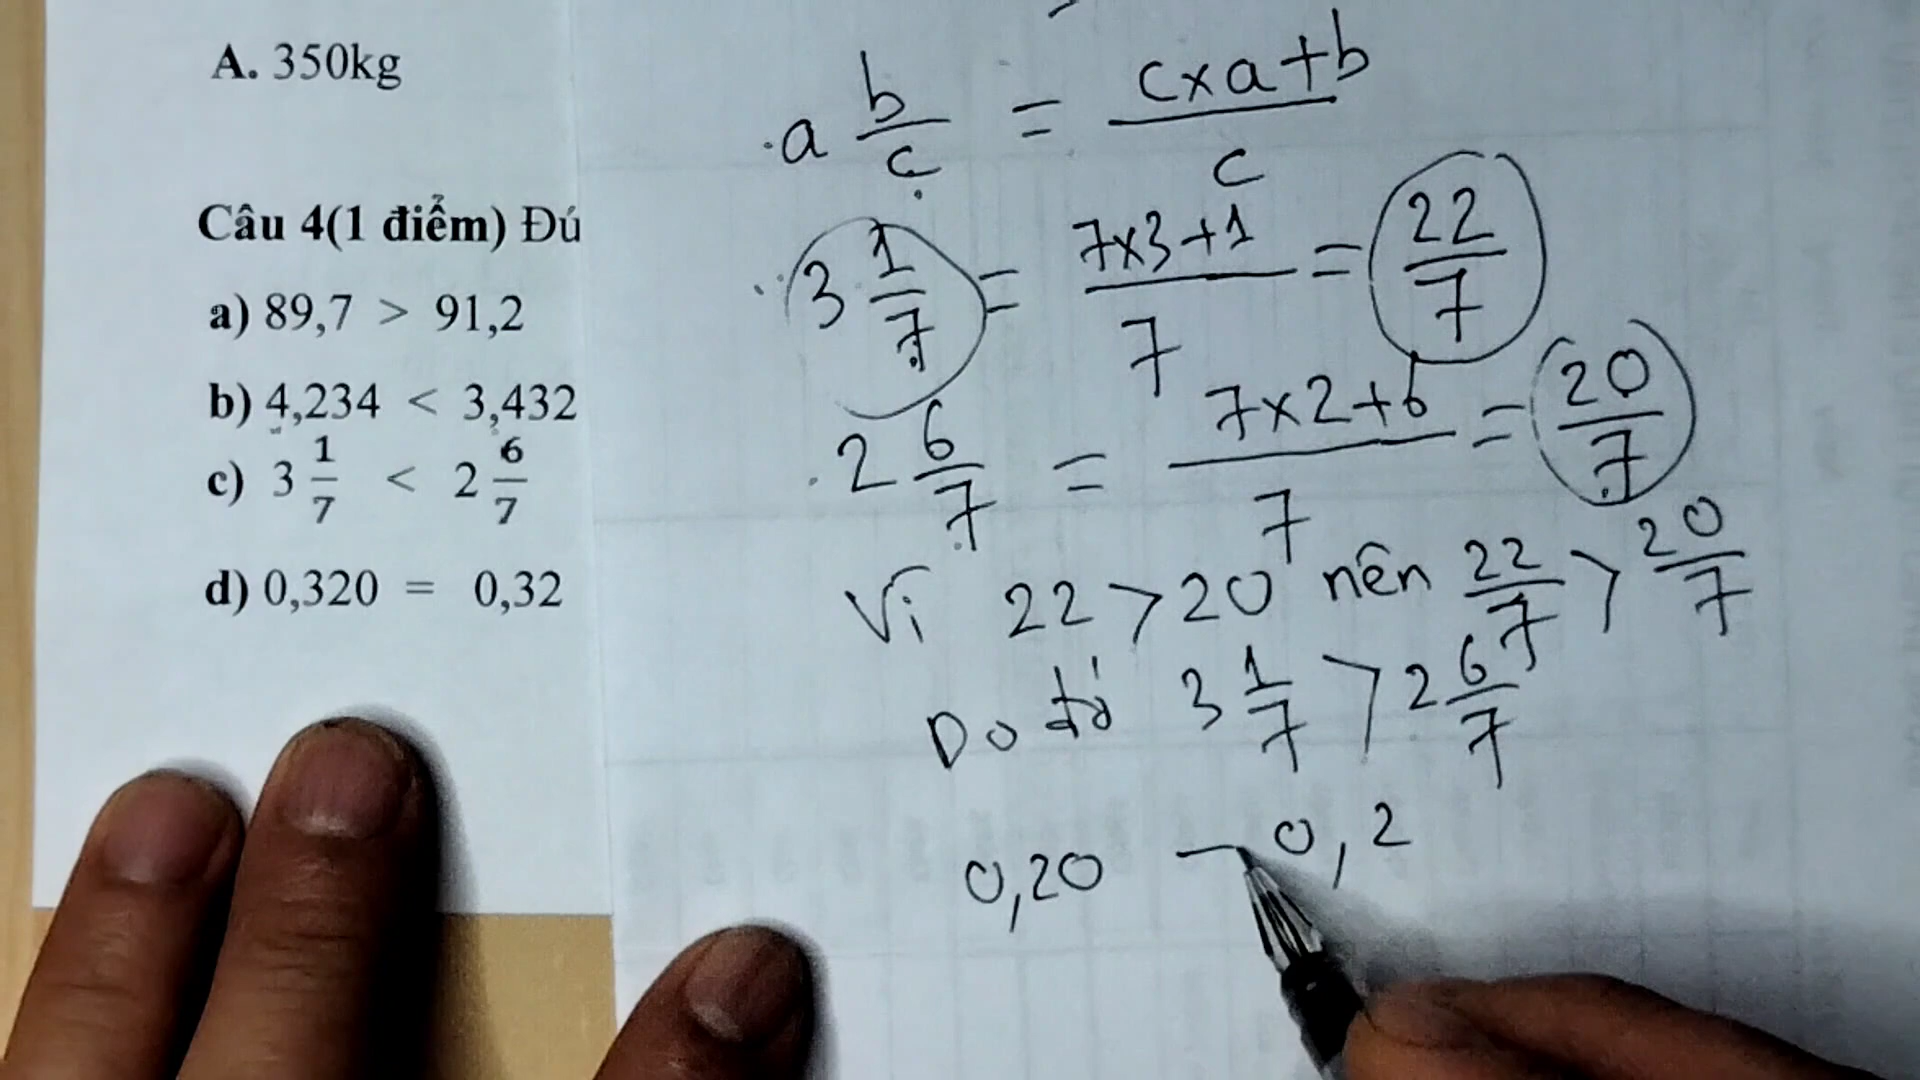 A. 350kg
Câu 4(1 điểm) Đú
a) 89,7 > 91,2
b) 4,234 < 3,432
c) 3 1/7 < 2 6/7
d) 0,320 = 0,32
a b/c = c×a+b/c
3 1/7 = 7×3+1/7 = 22/7
2 6/7 = 7×2+6/7 = 20/7
Vì 22 > 20 nên 22/7 > 20/7
Do đó 3 1/7 > 2 6/7
0,20 — 0,2